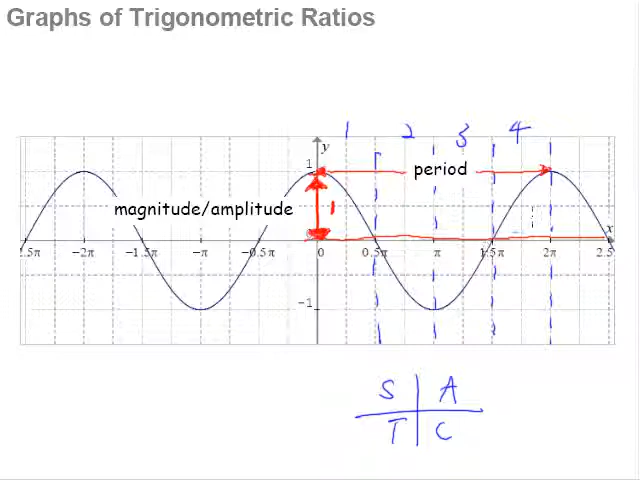 Graphs of Trigonometric Ratios
1 2 3 4
y
1
period
magnitude/amplitude
1
x
.5π -2π -1.5π -π -0.5π 0 0.5π π 1.5π 2π 2.5
-1
S A
T C